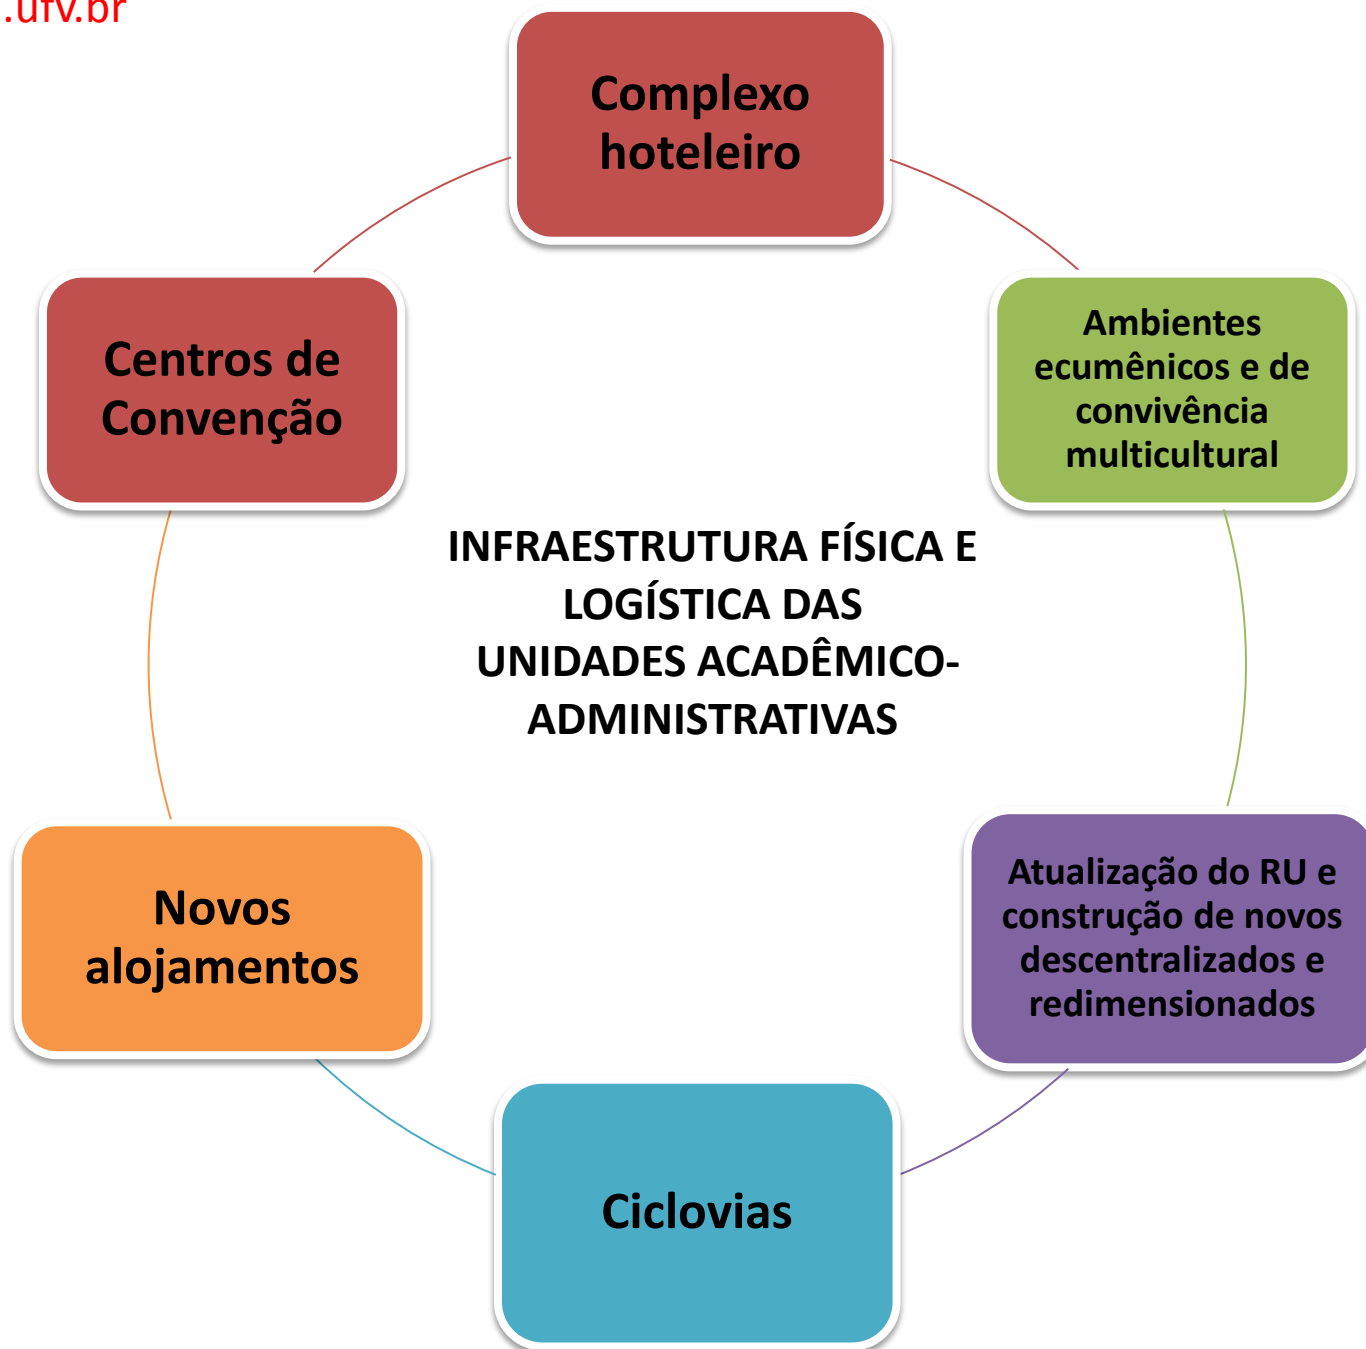 .ufv.br
Complexo
hoteleiro
Centros de
Convenção
Ambientes
ecumênicos e de
convivência
multicultural
INFRAESTRUTURA FÍSICA E
LOGÍSTICA DAS
UNIDADES ACADÊMICO-
ADMINISTRATIVAS
Novos
alojamentos
Atualização do RU e
construção de novos
descentralizados e
redimensionados
Ciclovias